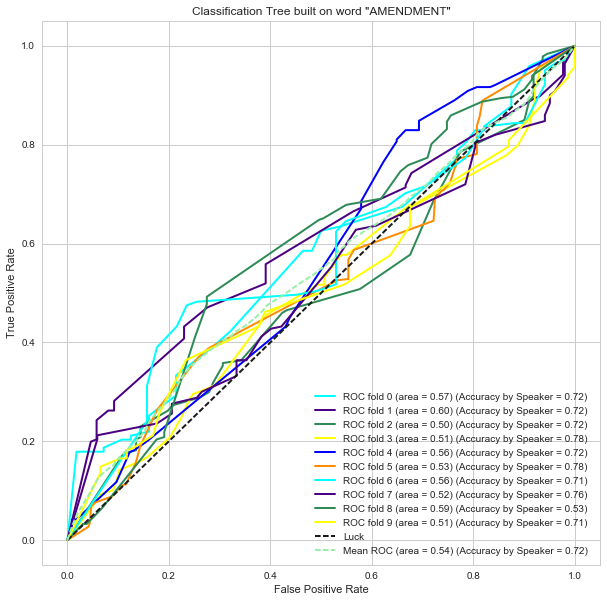 Classification Tree built on word "AMENDMENT"
True Positive Rate
1.0
0.8
0.6
0.4
0.2
0.0
ROC fold 0 (area = 0.57) (Accuracy by Speaker = 0.72)
ROC fold 1 (area = 0.60) (Accuracy by Speaker = 0.72)
ROC fold 2 (area = 0.50) (Accuracy by Speaker = 0.72)
ROC fold 3 (area = 0.51) (Accuracy by Speaker = 0.78)
ROC fold 4 (area = 0.56) (Accuracy by Speaker = 0.72)
ROC fold 5 (area = 0.53) (Accuracy by Speaker = 0.78)
ROC fold 6 (area = 0.56) (Accuracy by Speaker = 0.71)
ROC fold 7 (area = 0.52) (Accuracy by Speaker = 0.76)
ROC fold 8 (area = 0.59) (Accuracy by Speaker = 0.53)
ROC fold 9 (area = 0.51) (Accuracy by Speaker = 0.71)
Luck
Mean ROC (area = 0.54) (Accuracy by Speaker = 0.72)
0.0 0.2 0.4 0.6 0.8 1.0
False Positive Rate